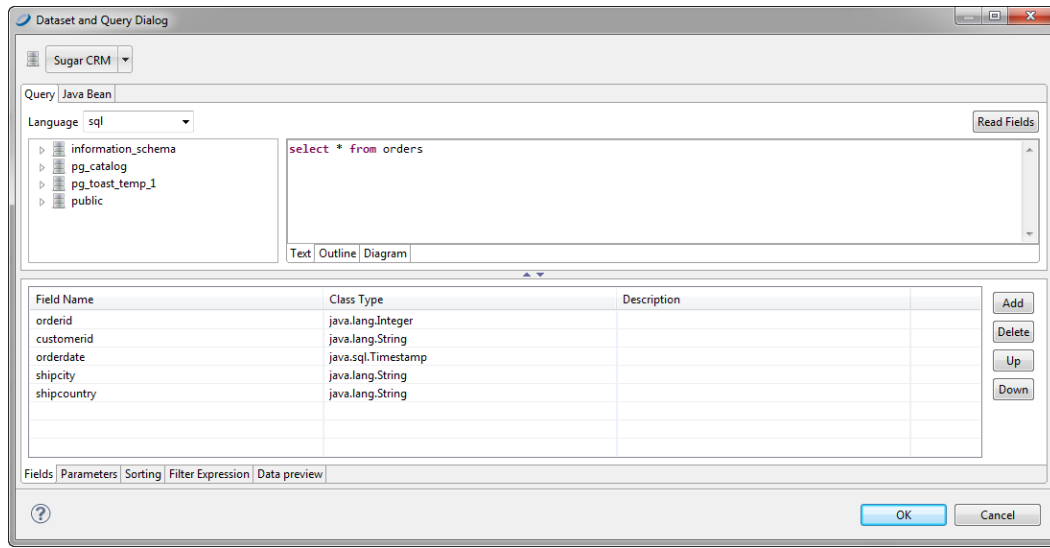 Dataset and Query Dialog
Sugar CRM
Query Java Bean
Language sql Read Fields
information_schema
pg_catalog
pg_toast_temp_1
public
select * from orders
Text Outline Diagram
Field Name Class Type Description
orderid java.lang.Integer
customerid java.lang.String
orderdate java.sql.Timestamp
shipcity java.lang.String
shipcountry java.lang.String
Add
Delete
Up
Down
Fields Parameters Sorting Filter Expression Data preview
? OK Cancel